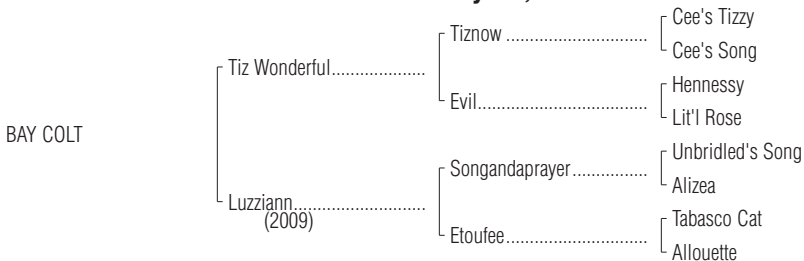 Cee's Tizzy
Tiznow ................................
Cee's Song
Tiz Wonderful.....................
Hennessy
Evil......................................
Lit'l Rose
BAY COLT
Unbridled's Song
Songandaprayer.................
Alizea
Luzziann.............................
(2009)
Tabasco Cat
Etoufee................................
Allouette